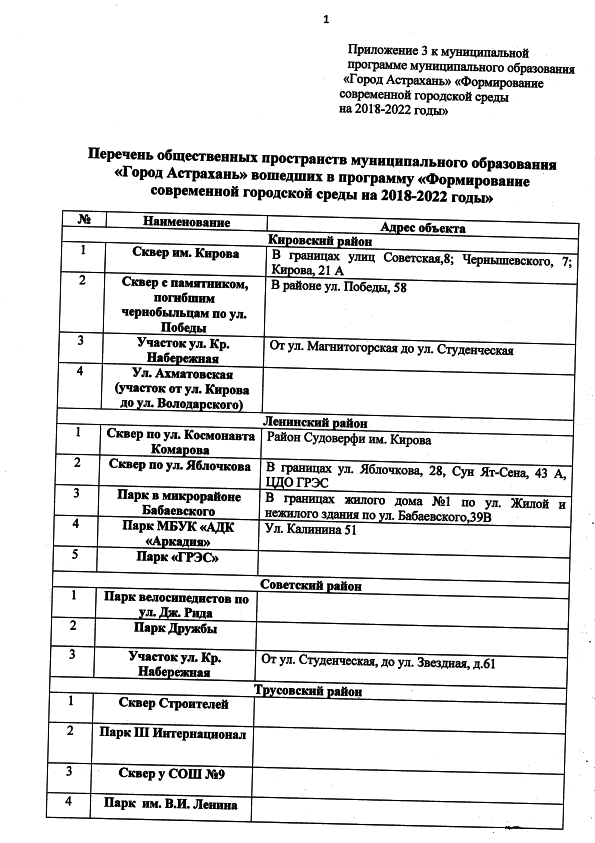 1
Приложение 3 к муниципальной
программе муниципального образования
«Город Астрахань» «Формирование
современной городской среды
на 2018-2022 годы»
Перечень общественных пространств муниципального образования
«Город Астрахань» вошедших в программу «Формирование
современной городской среды на 2018-2022 годы»
№ Наименование Адрес объекта
Кировский район
1 Сквер им. Кирова В границах улиц Советская,8; Чернышевского, 7;
Кирова, 21 А
2 Сквер с памятником, В районе ул. Победы, 58
погибшим
чернобыльцам по ул.
Победы
3 Участок ул. Кр. От ул. Магнитогорская до ул. Студенческая
Набережная
4 Ул. Ахматовская
(участок от ул. Кирова
до ул. Володарского)
Ленинский район
1 Сквер по ул. Космонавта Район Судоверфи им. Кирова
Комарова
2 Сквер по ул. Яблочкова В границах ул. Яблочкова, 28, Сун Ят-Сена, 43 А,
ЦДО ГРЭС
3 Парк в микрорайоне В границах жилого дома №1 по ул. Жилой и
Бабаевского нежилого здания по ул. Бабаевского,39В
4 Парк МБУК «АДК Ул. Калинина 51
«Аркадия»
5 Парк «ГРЭС»
Советский район
1 Парк велосипедистов по
ул. Дж. Рида
2 Парк Дружбы
3 Участок ул. Кр. От ул. Студенческая, до ул. Звездная, д.61
Набережная
Трусовский район
1 Сквер Строителей
2 Парк III Интернационал
3 Сквер у СОШ №9
4 Парк им. В.И. Ленина